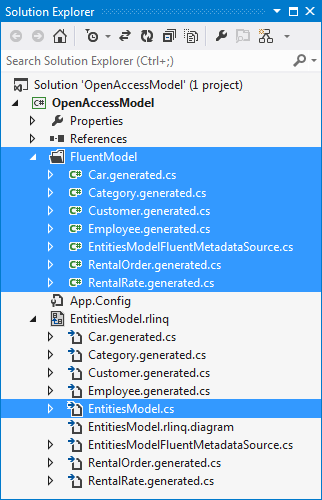 Solution Explorer
Search Solution Explorer (Ctrl+;)
Solution 'OpenAccessModel' (1 project)
C# OpenAccessModel
Properties
References
FluentModel
C# Car.generated.cs
C# Category.generated.cs
C# Customer.generated.cs
C# Employee.generated.cs
C# EntitiesModelFluentMetadataSource.cs
C# RentalOrder.generated.cs
C# RentalRate.generated.cs
App.Config
EntitiesModel.rlinq
Car.generated.cs
Category.generated.cs
Customer.generated.cs
Employee.generated.cs
EntitiesModel.cs
EntitiesModel.rlinq.diagram
EntitiesModelFluentMetadataSource.cs
RentalOrder.generated.cs
RentalRate.generated.cs